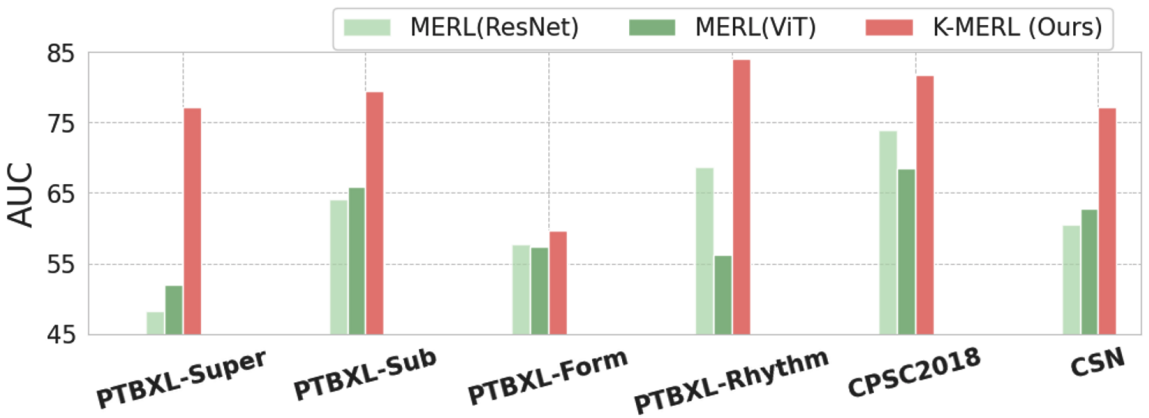 MERL(ResNet) MERL(ViT) K-MERL (Ours)
85
75
65
55
45
AUC
PTBXL-Super PTBXL-Sub PTBXL-Form PTBXL-Rhythm CPSC2018 CSN